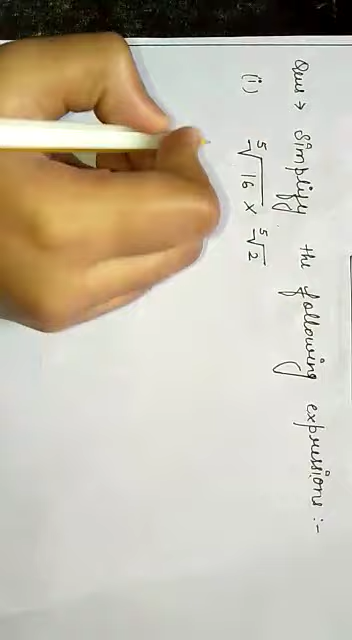 Ques → Simplify the following expressions :-
(i) ⁵√16 × ⁵√2